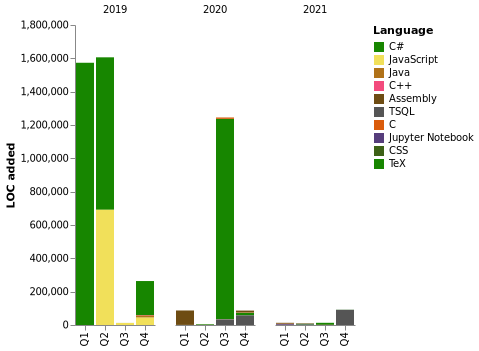 2019 2020 2021
Language
C#
JavaScript
Java
C++
Assembly
TSQL
C
Jupyter Notebook
CSS
TeX
LOC added
1,800,000
1,600,000
1,400,000
1,200,000
1,000,000
800,000
600,000
400,000
200,000
0
Q1 Q2 Q3 Q4 Q1 Q2 Q3 Q4 Q1 Q2 Q3 Q4